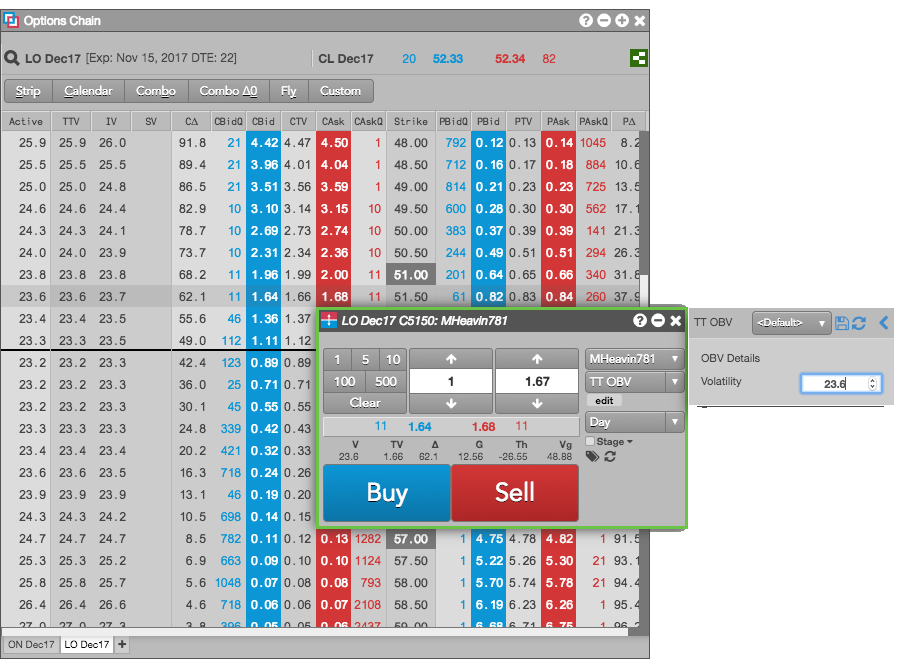 Options Chain
LO Dec17 [Exp: Nov 15, 2017 DTE: 22] CL Dec17 20 52.33 52.34 82
Strip Calendar Combo Combo Δ0 Fly Custom
Active TTV IV SV CΔ CBidQ CBid CTV CAsk CAskQ Strike PBidQ PBid PTV PAsk PAskQ PΔ
25.9 25.9 26.0 91.8 21 4.42 4.47 4.50 1 48.00 792 0.12 0.13 0.14 1045 8.2
25.5 25.5 25.5 89.4 21 3.96 4.01 4.04 1 48.50 712 0.16 0.17 0.18 884 10.6
25.0 25.0 24.8 86.5 21 3.51 3.56 3.59 1 49.00 814 0.21 0.23 0.23 725 13.5
24.6 24.6 24.4 82.9 10 3.10 3.14 3.15 10 49.50 600 0.28 0.30 0.30 562 17.1
24.3 24.3 24.1 78.7 10 2.69 2.73 2.74 10 50.00 383 0.37 0.39 0.39 141 21.3
24.0 24.0 23.9 73.7 10 2.31 2.34 2.36 10 50.50 244 0.49 0.51 0.51 294 26.3
23.8 23.8 23.8 68.2 11 1.96 1.99 2.00 11 51.00 201 0.64 0.65 0.66 340 31.8
23.6 23.6 23.7 62.1 11 1.64 1.66 1.68 11 51.50 61 0.82 0.83 0.84 260 37.9
23.4 23.4 23.5 55.6 46 1.36 1.37
23.3 23.3 23.5 49.0 112 1.11 1.12
23.2 23.2 23.3 42.4 123 0.89 0.89
23.2 23.2 23.3 36.0 25 0.71 0.71
23.2 23.2 23.3 30.1 45 0.55 0.55
23.2 23.2 23.3 24.8 339 0.42 0.43
23.4 23.4 23.4 20.2 421 0.32 0.33
23.6 23.6 23.5 16.3 718 0.24 0.26
23.9 23.9 23.9 13.1 46 0.19 0.20
24.3 24.3 24.2 10.5 698 0.14 0.15
24.7 24.7 24.7 8.5 782 0.11 0.12 0.13 1282 57.00 1 4.75 4.78 4.82 1 91.5
25.3 25.3 25.2 6.9 663 0.09 0.10 0.10 1124 57.50 1 5.22 5.26 5.30 21 93.1
25.8 25.8 25.7 5.6 1048 0.07 0.08 0.08 793 58.00 1 5.70 5.74 5.78 21 94.4
26.4 26.4 26.6 4.6 718 0.06 0.06 0.07 2108 58.50 1 6.19 6.23 6.26 1 95.4
27.0 27.0 27.3 3.8 396 0.05 0.05 0.06 2437 59.00 1 6.68 6.71 6.75 1 96.2
ON Dec17 LO Dec17 +
LO Dec17 C5150: MHeavin781
1 5 10
100 500
Clear
1
1.67
MHeavin781
TT OBV
edit
Day
Stage
11 1.64 1.68 11
V TV Δ G Th Vg
23.6 1.66 62.1 12.56 -26.55 48.88
Buy Sell
TT OBV <Default>
OBV Details
Volatility 23.6